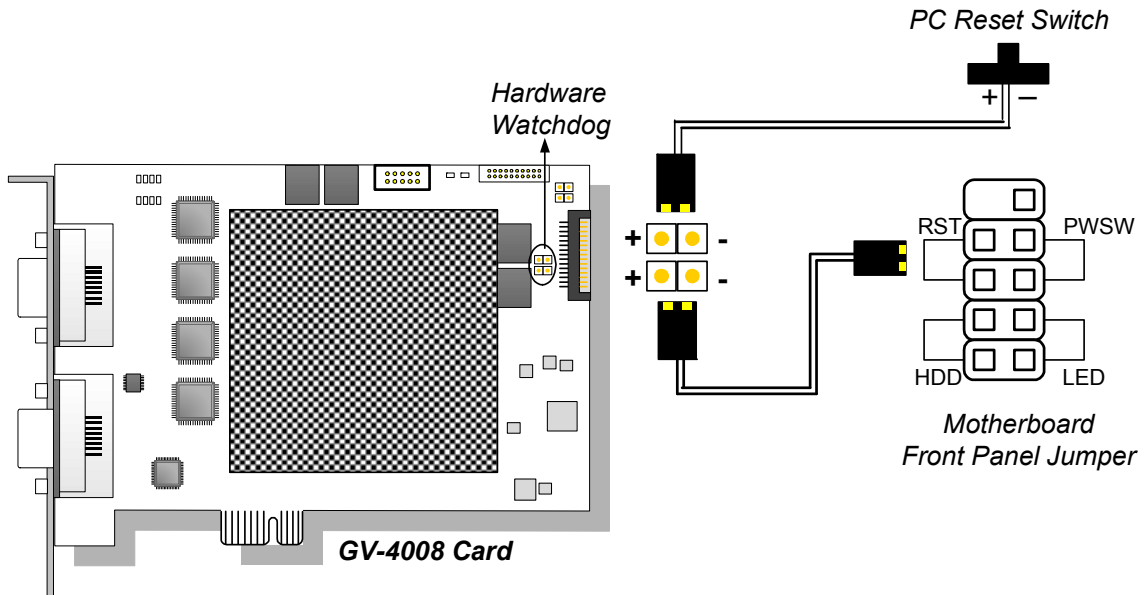 PC Reset Switch
+ −
Hardware
Watchdog
+ -
+ -
RST PWSW
HDD LED
Motherboard
Front Panel Jumper
GV-4008 Card